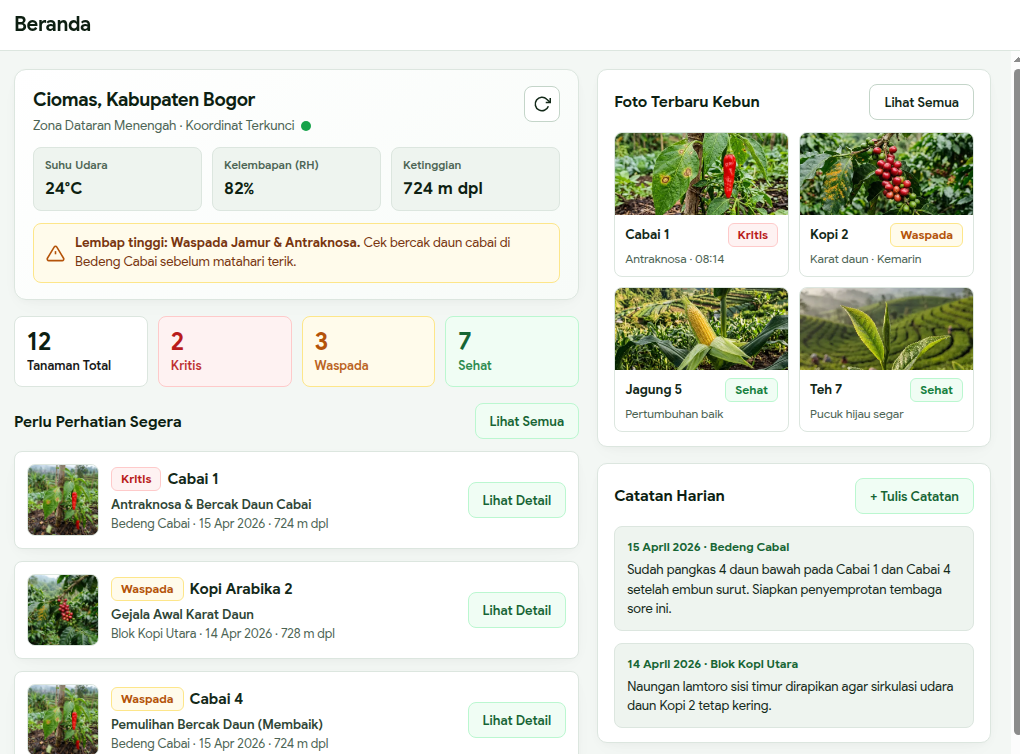 Beranda
Ciomas, Kabupaten Bogor
Zona Dataran Menengah · Koordinat Terkunci
Suhu Udara
24°C
Kelembapan (RH)
82%
Ketinggian
724 m dpl
Lembap tinggi: Waspada Jamur & Antraknosa. Cek bercak daun cabai di
Bedeng Cabai sebelum matahari terik.
12
Tanaman Total
2
Kritis
3
Waspada
7
Sehat
Perlu Perhatian Segera
Lihat Semua
Kritis
Cabai 1
Antraknosa & Bercak Daun Cabai
Bedeng Cabai · 15 Apr 2026 · 724 m dpl
Lihat Detail
Waspada
Kopi Arabika 2
Gejala Awal Karat Daun
Blok Kopi Utara · 14 Apr 2026 · 728 m dpl
Lihat Detail
Waspada
Cabai 4
Pemulihan Bercak Daun (Membaik)
Bedeng Cabai · 15 Apr 2026 · 724 m dpl
Lihat Detail
Foto Terbaru Kebun
Lihat Semua
Cabai 1
Kritis
Antraknosa · 08:14
Kopi 2
Waspada
Karat daun · Kemarin
Jagung 5
Sehat
Pertumbuhan baik
Teh 7
Sehat
Pucuk hijau segar
Catatan Harian
+ Tulis Catatan
15 April 2026 · Bedeng Cabai
Sudah pangkas 4 daun bawah pada Cabai 1 dan Cabai 4
setelah embun surut. Siapkan penyemprotan tembaga
sore ini.
14 April 2026 · Blok Kopi Utara
Naungan lamtoro sisi timur dirapikan agar sirkulasi udara
daun Kopi 2 tetap kering.